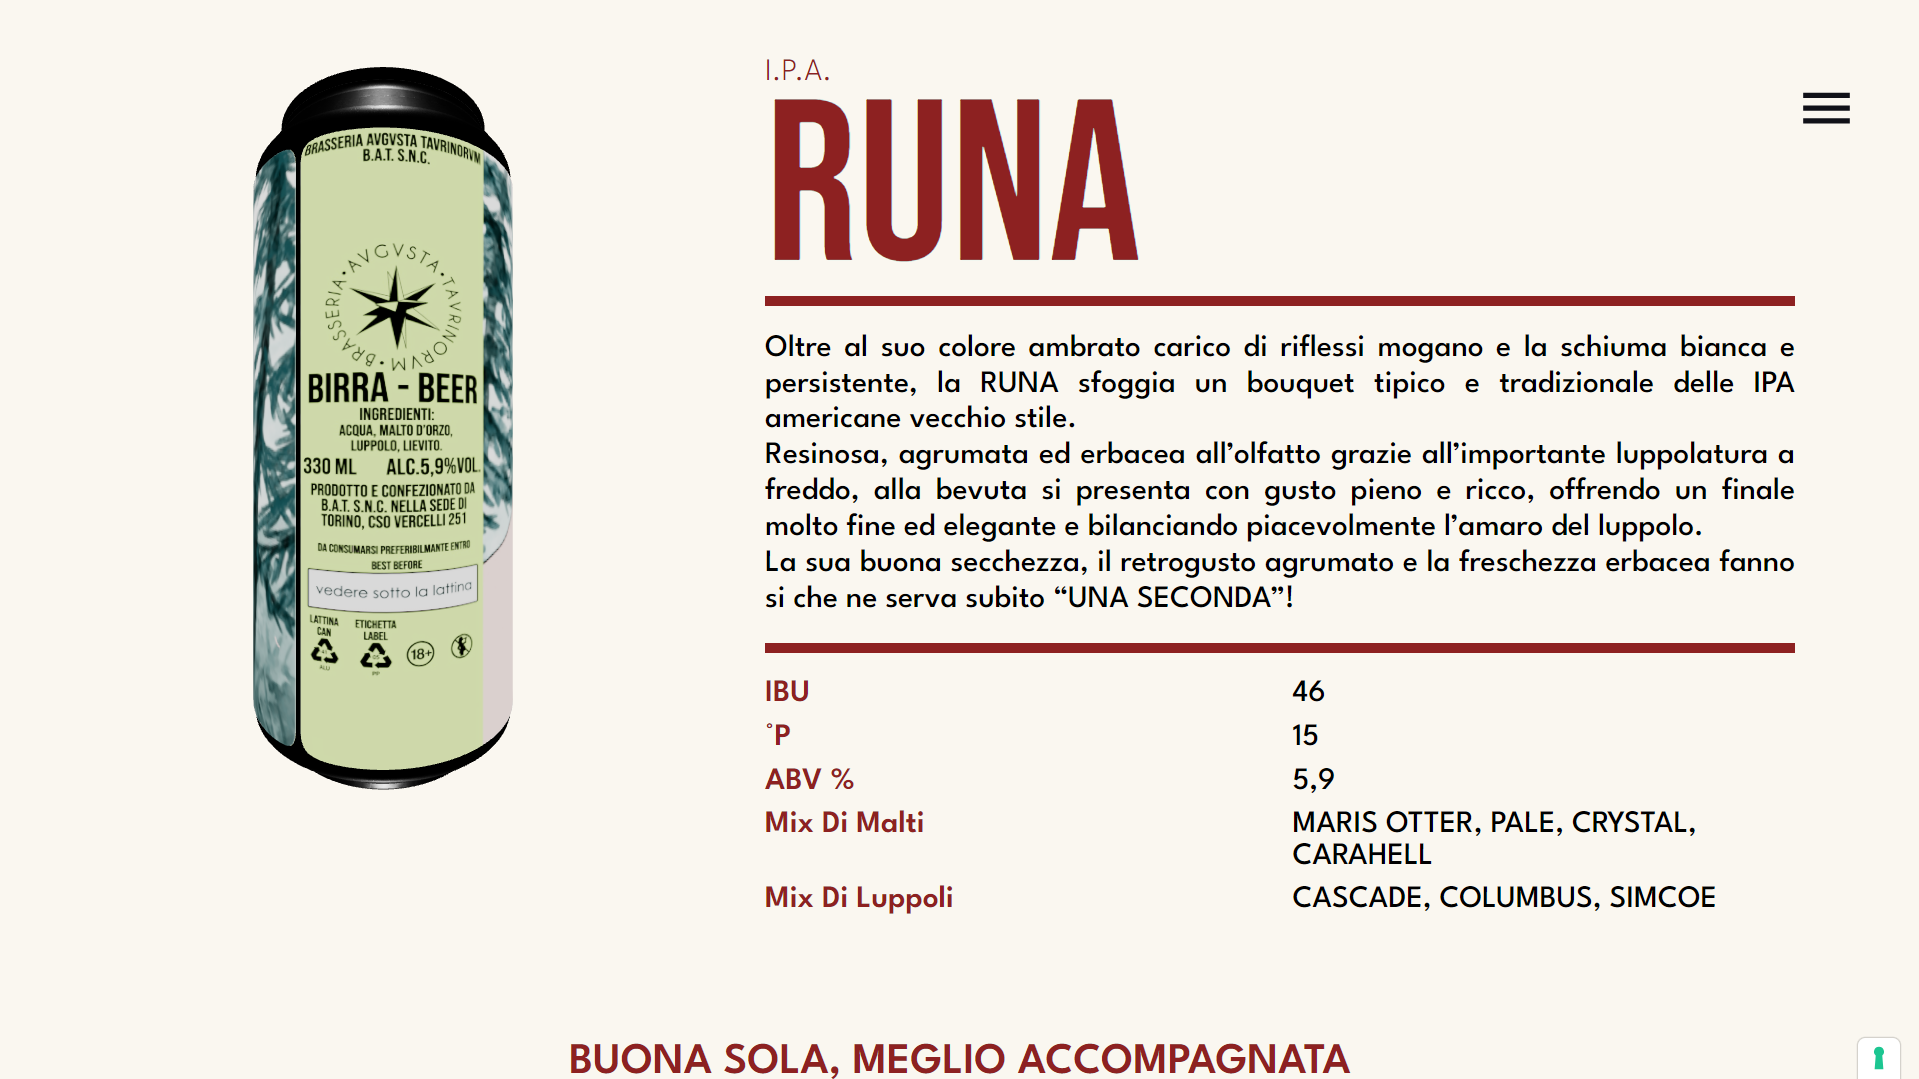 BRASSERIA AVGVSTA TAVRINORVM
B.A.T. S.N.C.
BRASSERIA • AVGVSTA • TAVRINORVM •
BIRRA - BEER
INGREDIENTI:
ACQUA, MALTO D'ORZO,
LUPPOLO, LIEVITO.
330 ML ALC.5,9%VOL.
PRODOTTO E CONFEZIONATO DA
B.A.T. S.N.C. NELLA SEDE DI
TORINO, CSO VERCELLI 251
DA CONSUMARSI PREFERIBILMANTE ENTRO
BEST BEFORE
vedere sotto la lattina
LATTINA
CAN
ETICHETTA
LABEL
18+
I.P.A.
RUNA
Oltre al suo colore ambrato carico di riflessi mogano e la schiuma bianca e
persistente, la RUNA sfoggia un bouquet tipico e tradizionale delle IPA
americane vecchio stile.
Resinosa, agrumata ed erbacea all’olfatto grazie all’importante luppolatura a
freddo, alla bevuta si presenta con gusto pieno e ricco, offrendo un finale
molto fine ed elegante e bilanciando piacevolmente l’amaro del luppolo.
La sua buona secchezza, il retrogusto agrumato e la freschezza erbacea fanno
si che ne serva subito “UNA SECONDA”!
IBU 46
°P 15
ABV % 5,9
Mix Di Malti MARIS OTTER, PALE, CRYSTAL,
CARAHELL
Mix Di Luppoli CASCADE, COLUMBUS, SIMCOE
BUONA SOLA, MEGLIO ACCOMPAGNATA